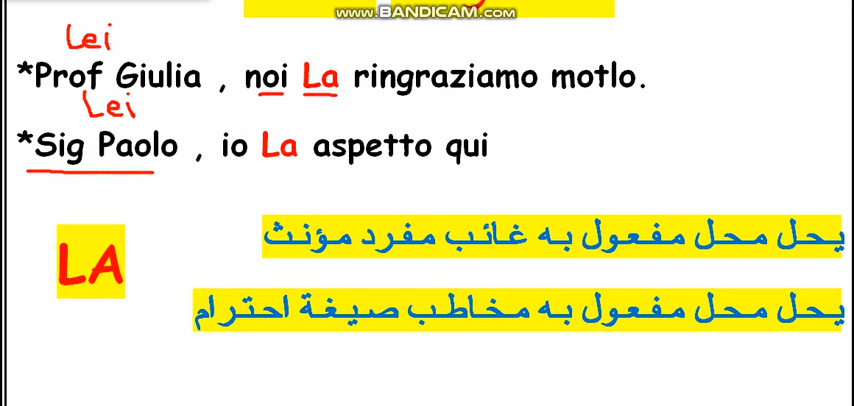 www.BANDICAM.com
Lei
*Prof Giulia , noi La ringraziamo motlo.
Lei
*Sig Paolo , io La aspetto qui
LA
يحل محل مفعول به غائب مفرد مؤنث
يحل محل مفعول به مخاطب صيغة احترام